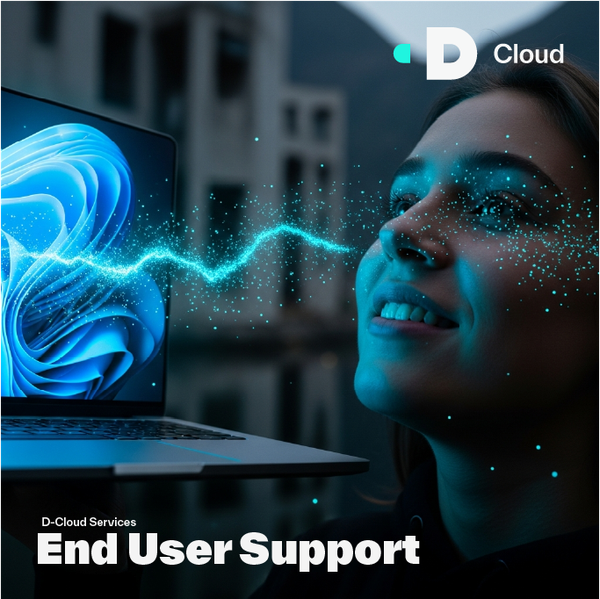 D Cloud
D-Cloud Services
End User Support